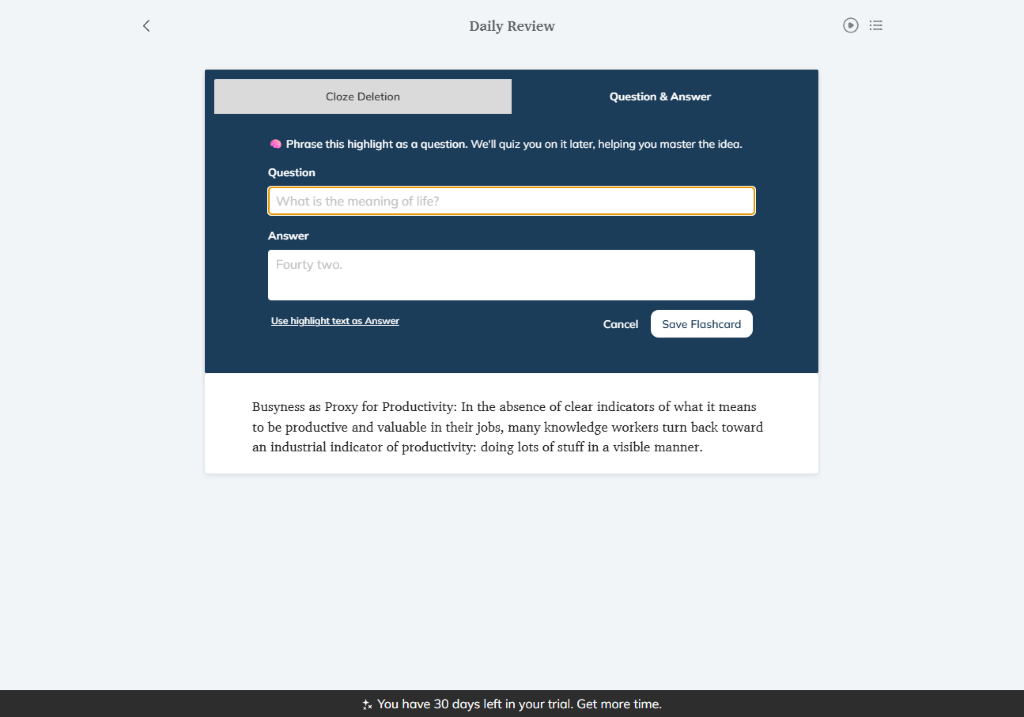 Daily Review
Cloze Deletion
Question & Answer
Phrase this highlight as a question. We'll quiz you on it later, helping you master the idea.
Question
What is the meaning of life?
Answer
Fourty two.
Use highlight text as Answer
Cancel
Save Flashcard
Busyness as Proxy for Productivity: In the absence of clear indicators of what it means
to be productive and valuable in their jobs, many knowledge workers turn back toward
an industrial indicator of productivity: doing lots of stuff in a visible manner.
You have 30 days left in your trial. Get more time.